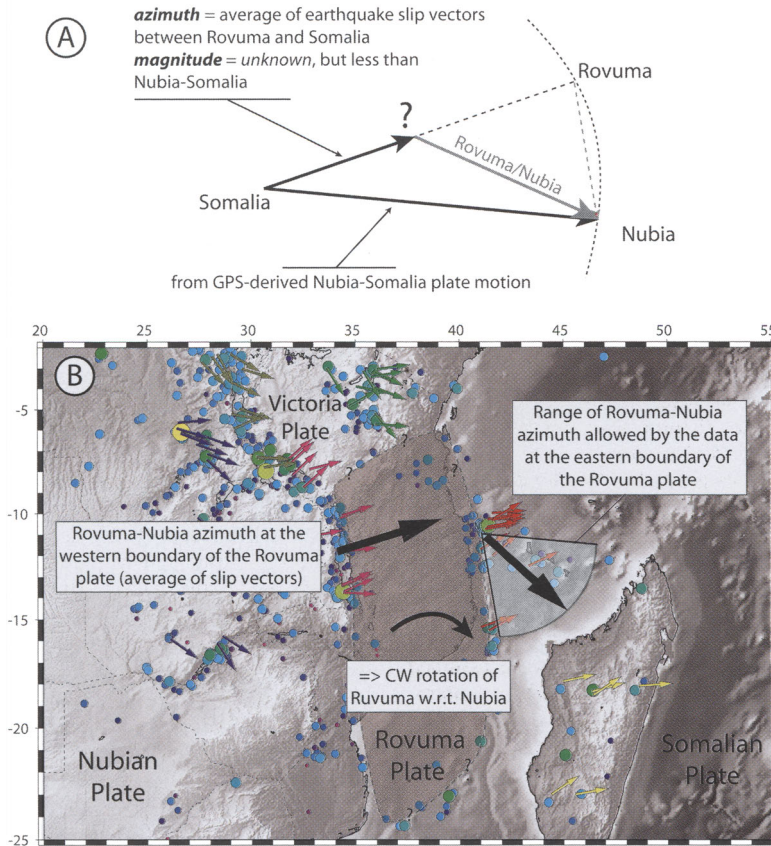 A
azimuth = average of earthquake slip vectors
between Rovuma and Somalia
magnitude = unknown, but less than
Nubia-Somalia
Rovuma
?
Rovuma/Nubia
Somalia
Nubia
from GPS-derived Nubia-Somalia plate motion
20 25 30 35 40 45 50 55
B
-5
-10
-15
-20
-25
Victoria
Plate
?
?
?
Range of Rovuma-Nubia
azimuth allowed by the data
at the eastern boundary of
the Rovuma plate
Rovuma-Nubia azimuth at the
western boundary of the Rovuma
plate (average of slip vectors)
=> CW rotation of
Ruvuma w.r.t. Nubia
Nubian
Plate
Rovuma
Plate
Somalian
Plate
?
?
?